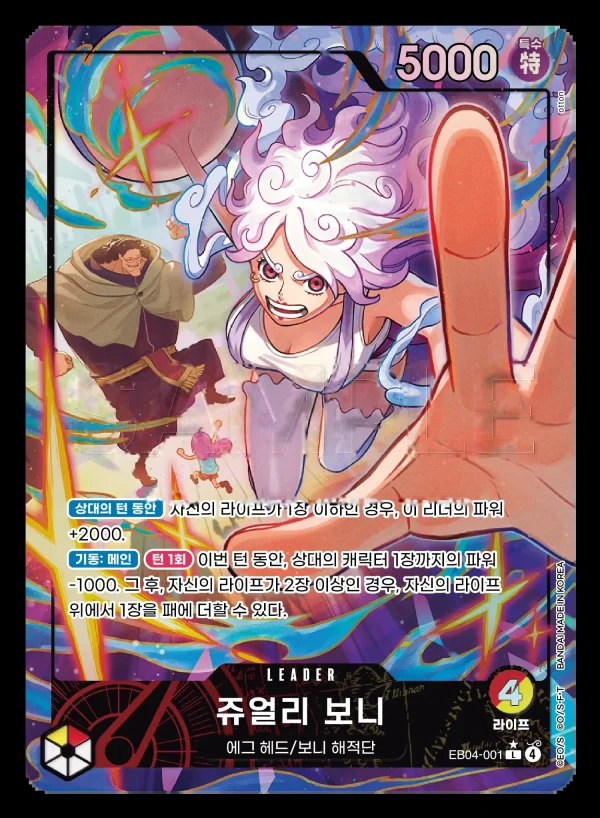 5000
특수
特
otton
SAMPLE
상대의 턴 동안 자신의 라이프가 1장 이하인 경우, 이 리더의 파워
+2000.
기동: 메인 턴 1회 이번 턴 동안, 상대의 캐릭터 1장까지의 파워
-1000. 그 후, 자신의 라이프가 2장 이상인 경우, 자신의 라이프
위에서 1장을 패에 더할 수 있다.
LEADER
쥬얼리 보니
에그 헤드/보니 해적단
4
라이프
EB04-001 L 4
©EO/S ©O/S·F·T BANDAI MADE IN KOREA